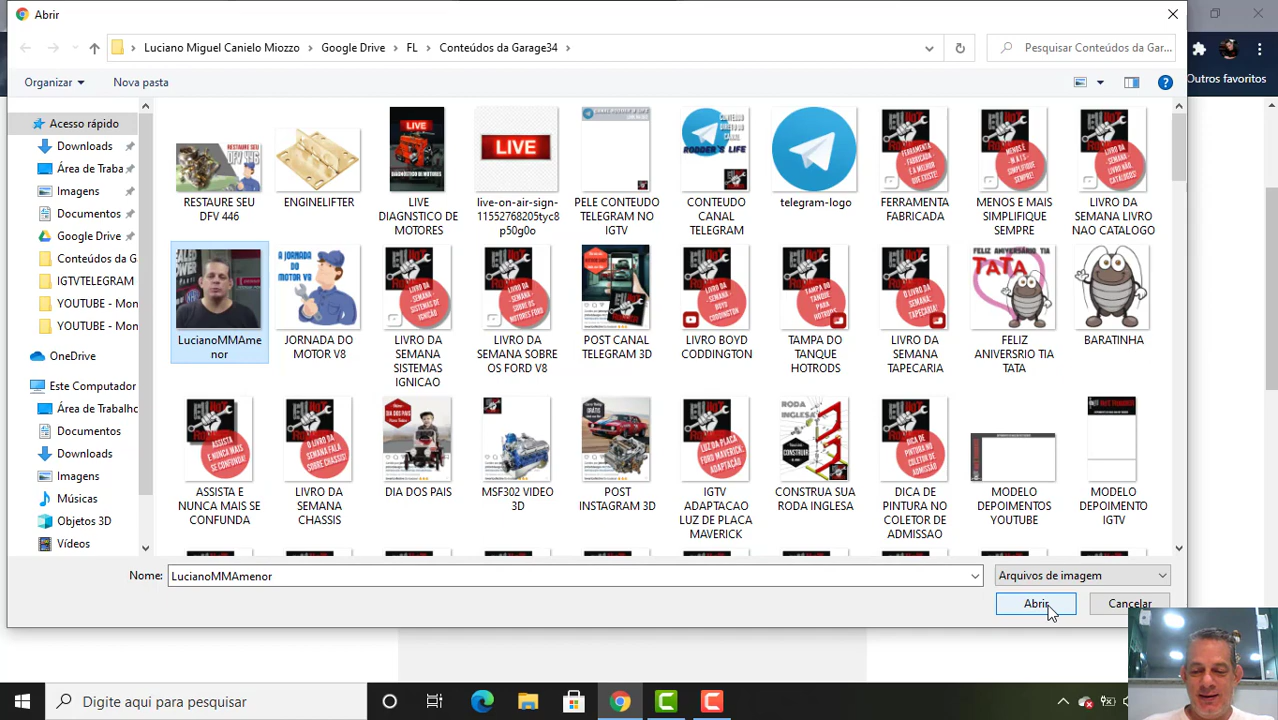 Abrir
Luciano Miguel Canielo Miozzo > Google Drive > FL > Conteúdos da Garage34 >
Pesquisar Conteúdos da Gar...
Outros favoritos
Organizar
Nova pasta
Acesso rápido
Downloads
Área de Traba
Imagens
Documentos
Google Drive
Conteúdos da G
IGTVTELEGRAM
YOUTUBE - Mon
YOUTUBE - Mon
OneDrive
Este Computador
Área de Trabalho
Documentos
Downloads
Imagens
Músicas
Objetos 3D
Vídeos
RESTAURE SEU
DFV 446
ENGINELIFTER
LIVE
DIAGNSTICO DE
MOTORES
live-on-air-sign-
11552768205tyc8
p50g0o
PELE CONTEUDO
TELEGRAM NO
IGTV
CONTEUDO
CANAL
TELEGRAM
telegram-logo
FERRAMENTA
FABRICADA
MENOS E MAIS
SIMPLIFIQUE
SEMPRE
LIVRO DA
SEMANA LIVRO
NAO CATALOGO
LucianoMMAme
nor
JORNADA DO
MOTOR V8
LIVRO DA
SEMANA
SISTEMAS
IGNICAO
LIVRO DA
SEMANA SOBRE
OS FORD V8
POST CANAL
TELEGRAM 3D
LIVRO BOYD
CODDINGTON
TAMPA DO
TANQUE
HOTRODS
LIVRO DA
SEMANA
TAPECARIA
FELIZ
ANIVERSRIO TIA
TATA
BARATINHA
ASSISTA E
NUNCA MAIS SE
CONFUNDA
LIVRO DA
SEMANA
CHASSIS
DIA DOS PAIS
MSF302 VIDEO
3D
POST
INSTAGRAM 3D
IGTV
ADAPTACAO
LUZ DE PLACA
MAVERICK
CONSTRUA SUA
RODA INGLESA
DICA DE
PINTURA NO
COLETOR DE
ADMISSAO
MODELO
DEPOIMENTOS
YOUTUBE
MODELO
DEPOIMENTO
IGTV
Nome:
LucianoMMAmenor
Arquivos de imagem
Abrir
Cancelar
Digite aqui para pesquisar